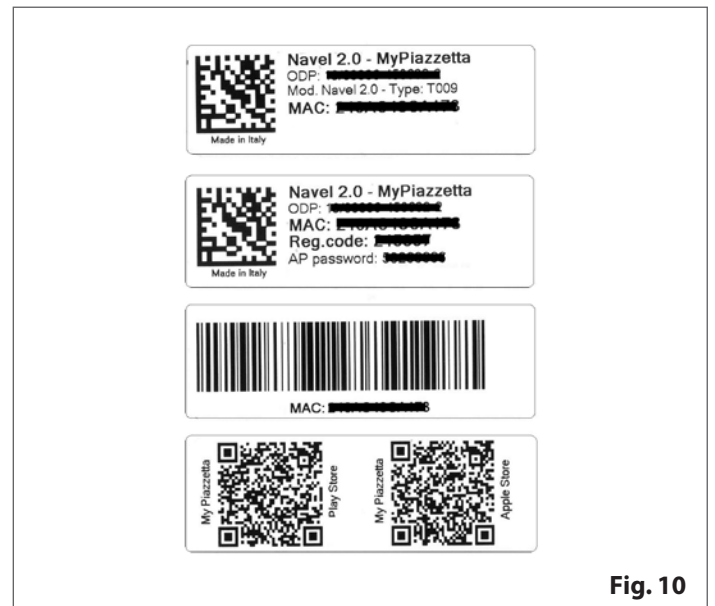 Navel 2.0 - MyPiazzetta
ODP:
Mod. Navel 2.0 - Type: T009
MAC:
Made in Italy
Navel 2.0 - MyPiazzetta
ODP:
MAC:
Reg.code:
AP password:
Made in Italy
MAC:
My Piazzetta
Play Store
My Piazzetta
Apple Store
Fig. 10